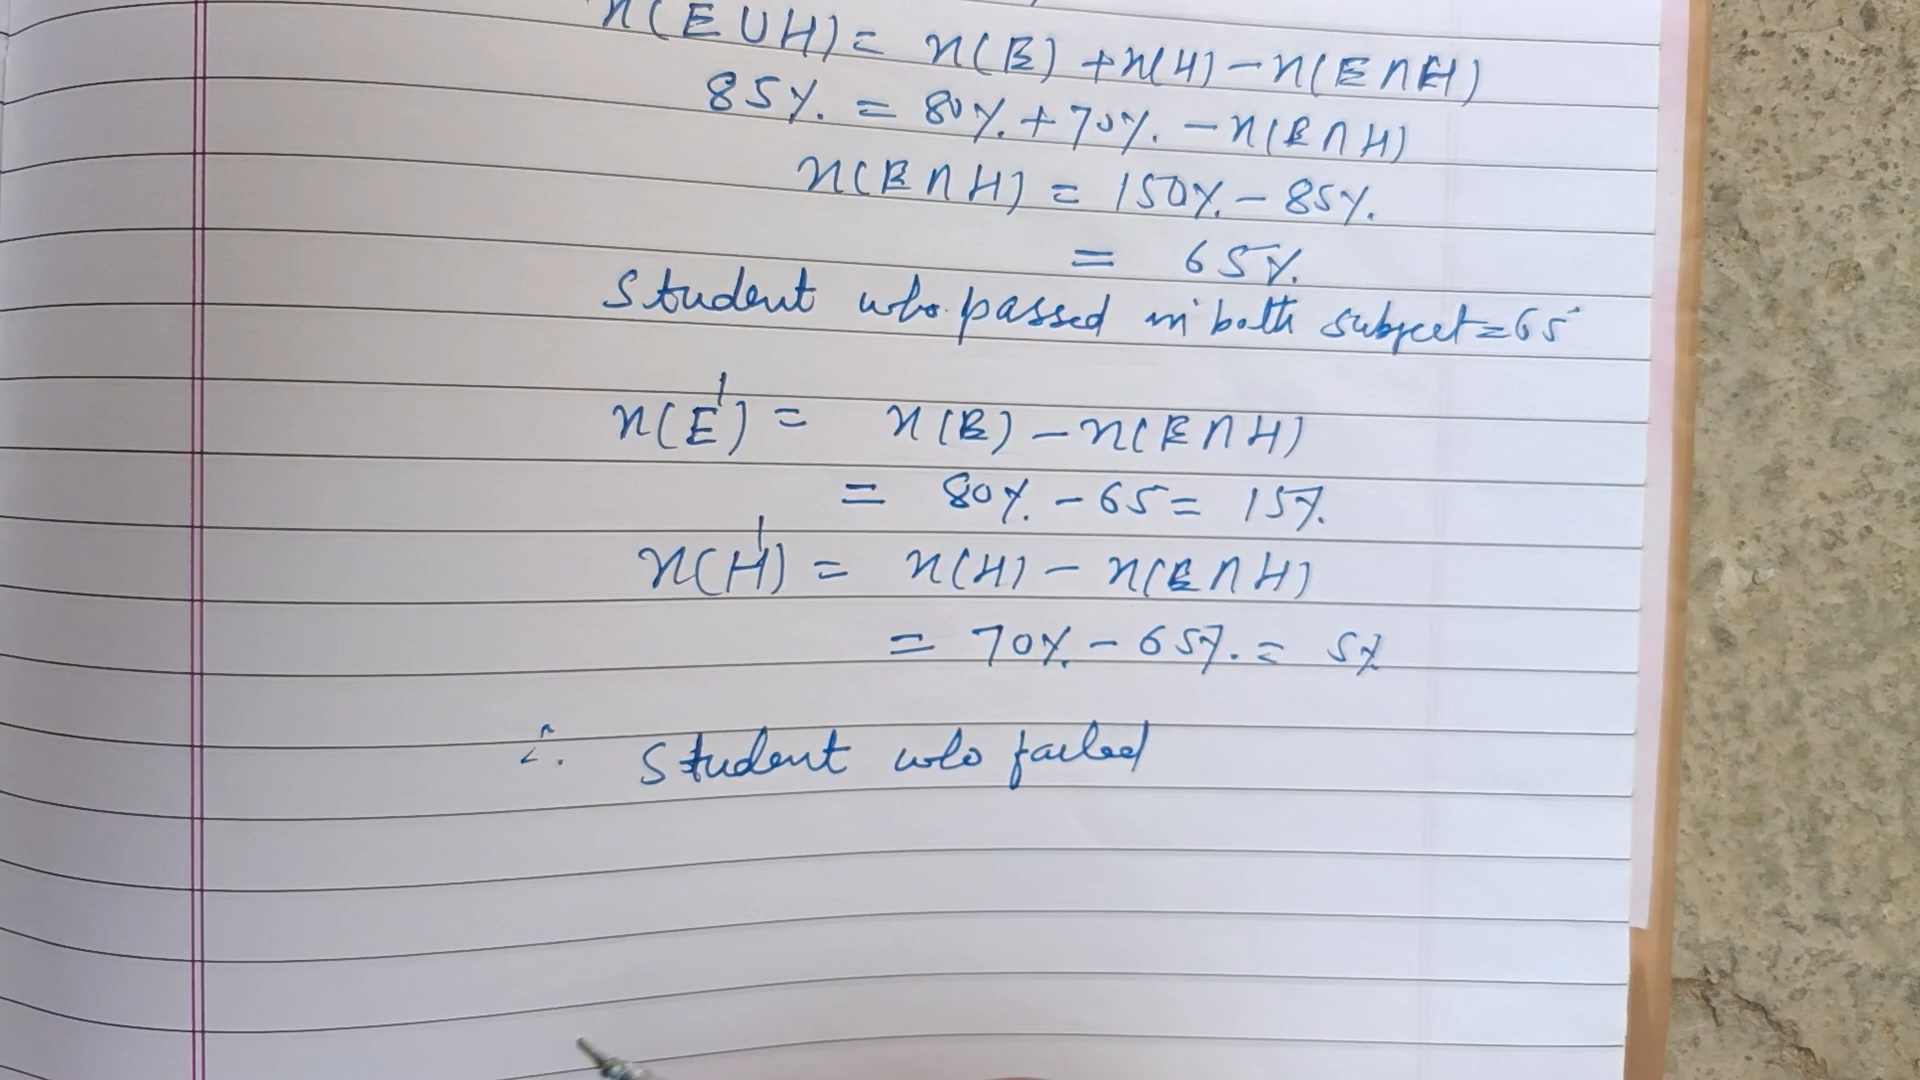 n(E∪H) = n(E) + n(H) - n(E∩H)
85% = 80% + 70% - n(E∩H)
n(E∩H) = 150% - 85%
= 65%
Student who passed in both subject = 65
n(E') = n(E) - n(E∩H)
= 80% - 65 = 15%
n(H') = n(H) - n(E∩H)
= 70% - 65% = 5%
∴ Student who failed